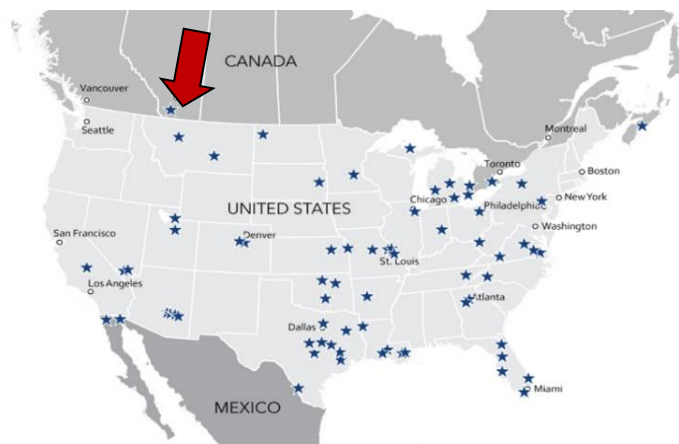 CANADA
Vancouver
Seattle
Montreal
Toronto
Boston
Chicago
New York
Philadelphia
UNITED STATES
Washington
Denver
San Francisco
St. Louis
Los Angeles
Atlanta
Dallas
Miami
MEXICO